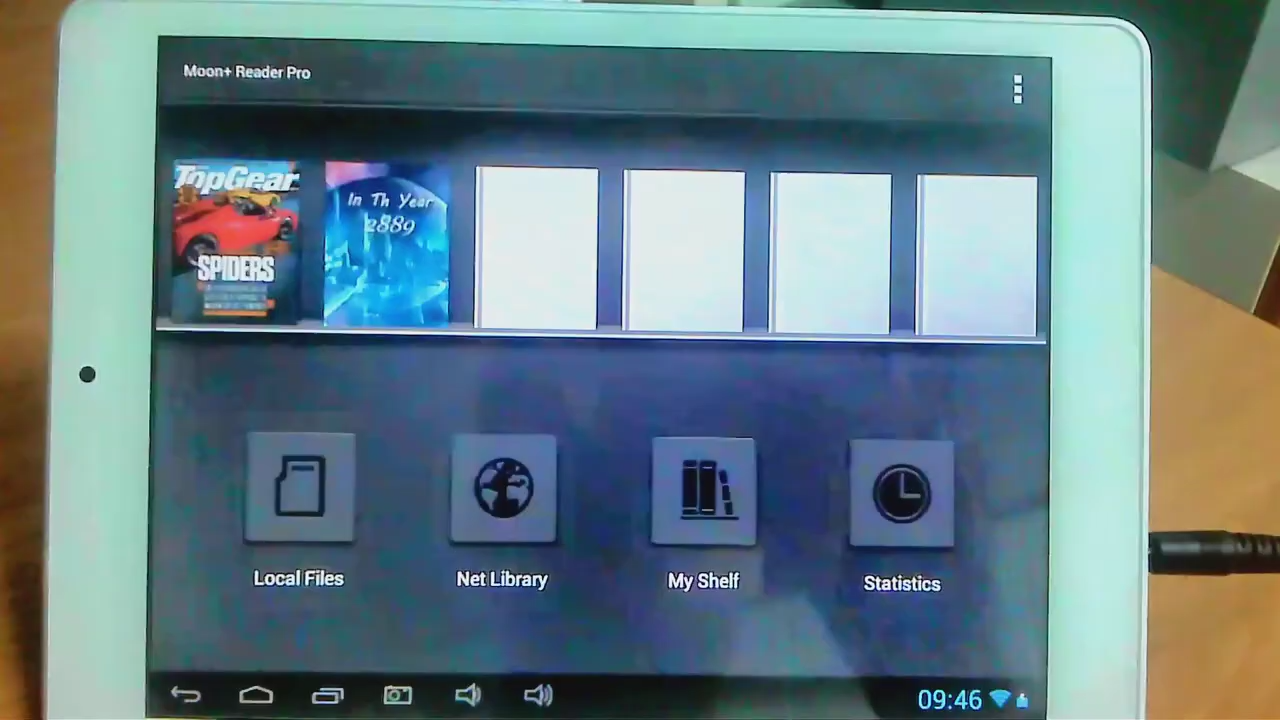 Moon+ Reader Pro
TopGear
SPIDERS
In Th Year
2889
Local Files
Net Library
My Shelf
Statistics
09:46